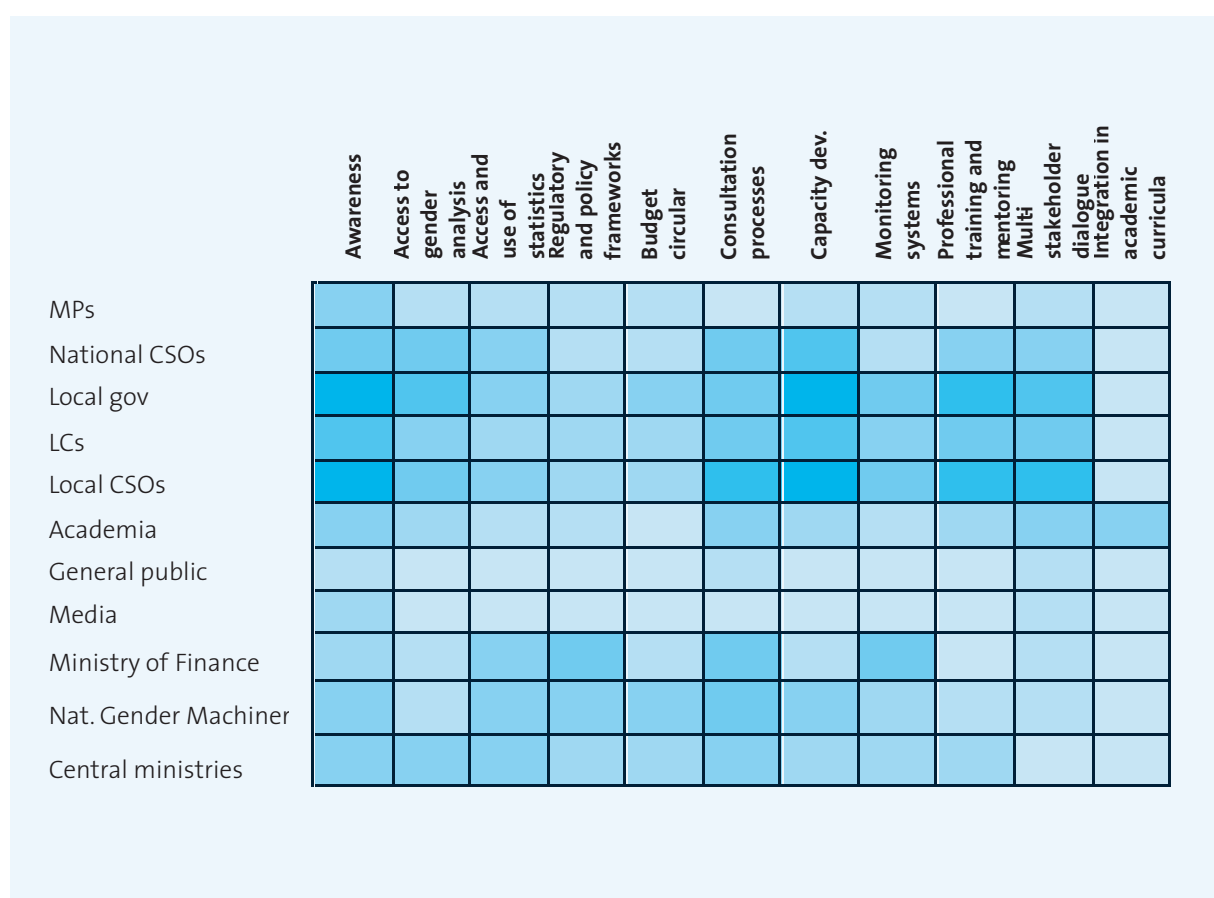 Awareness
Access to
gender
analysis
Access and
use of
statistics
Regulatory
and policy
frameworks
Budget
circular
Consultation
processes
Capacity dev.
Monitoring
systems
Professional
training and
mentoring
Multi
stakeholder
dialogue
Integration in
academic
curricula
MPs
National CSOs
Local gov
LCs
Local CSOs
Academia
General public
Media
Ministry of Finance
Nat. Gender Machiner
Central ministries